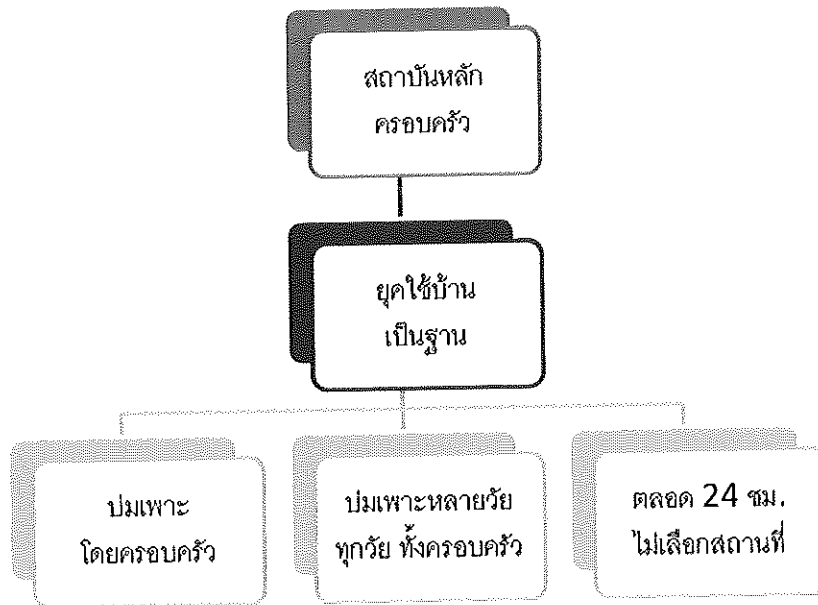 สถาบันหลัก
ครอบครัว
ยุคใช้บ้าน
เป็นฐาน
บ่มเพาะ
โดยครอบครัว
บ่มเพาะหลายวัย
ทุกวัย ทั้งครอบครัว
ตลอด 24 ชม.
ไม่เลือกสถานที่